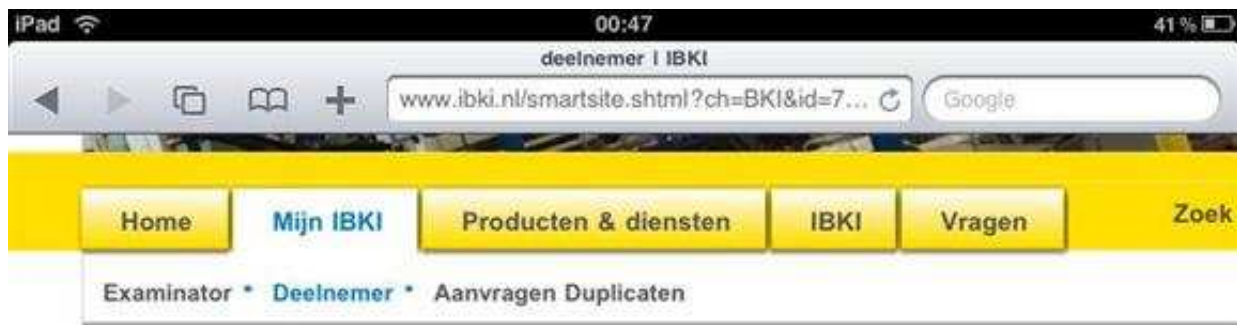 iPad 00:47 41 %
deelnemer | IBKI
www.ibki.nl/smartsite.shtml?ch=BKI&id=7... Google
Home Mijn IBKI Producten & diensten IBKI Vragen Zoek
Examinator • Deelnemer • Aanvragen Duplicaten